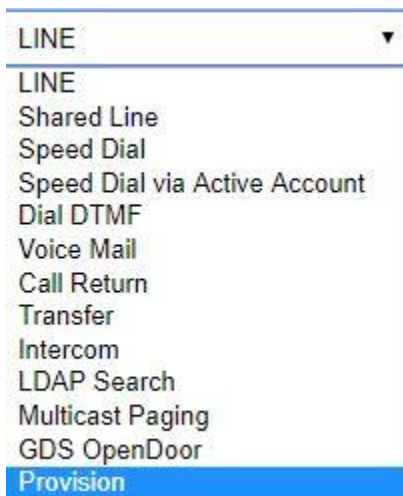 LINE
LINE
Shared Line
Speed Dial
Speed Dial via Active Account
Dial DTMF
Voice Mail
Call Return
Transfer
Intercom
LDAP Search
Multicast Paging
GDS OpenDoor
Provision